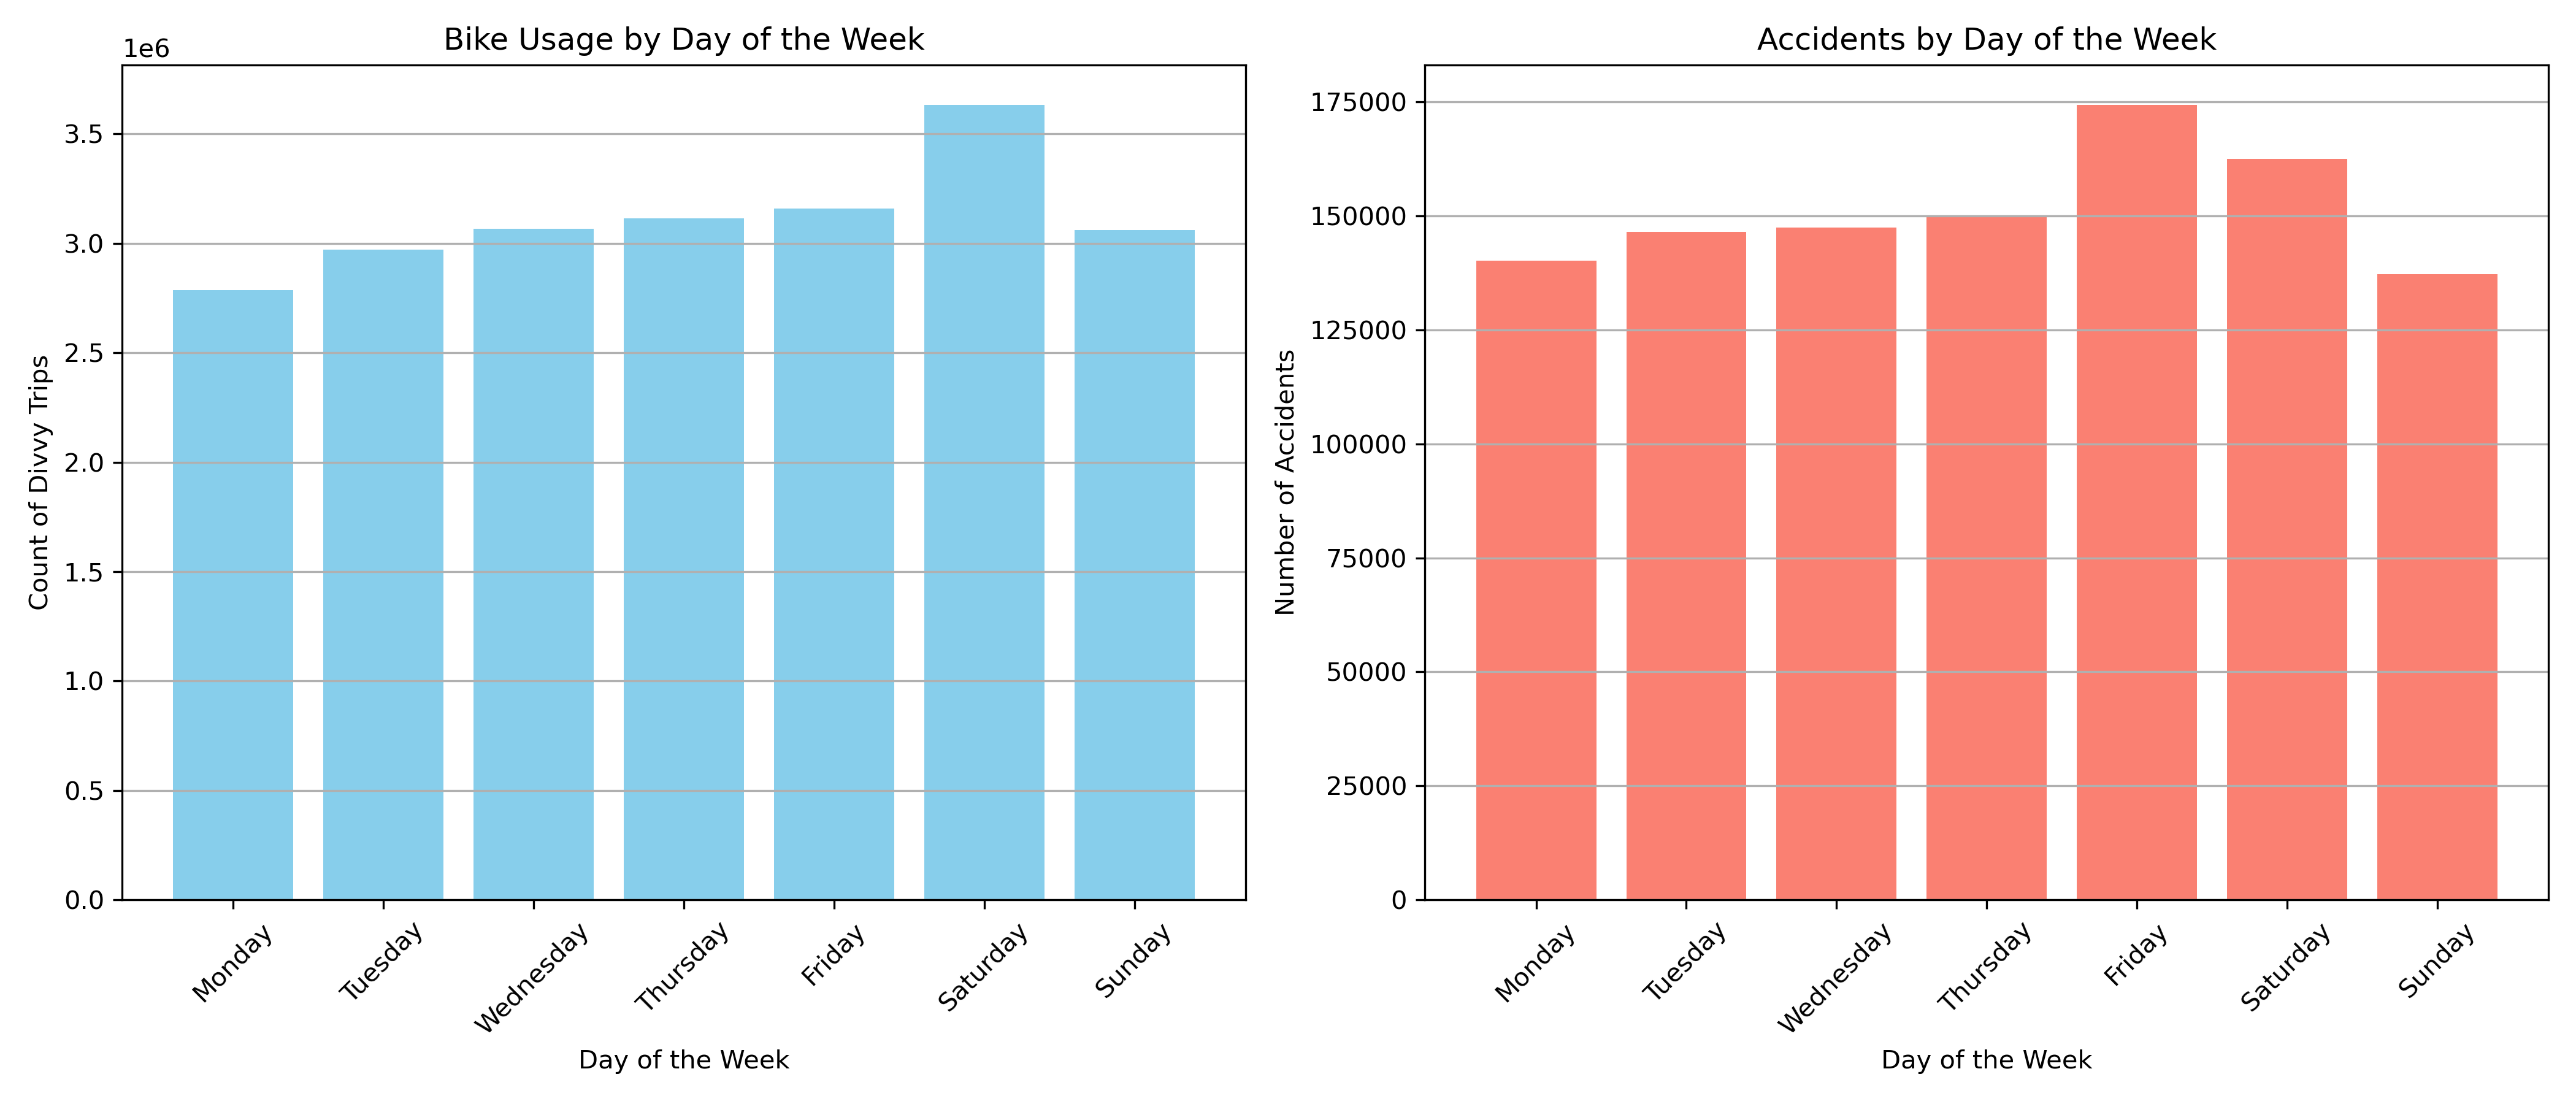 Bike Usage by Day of the Week
1e6
3.5
3.0
2.5
2.0
1.5
1.0
0.5
0.0
Count of Divvy Trips
Monday
Tuesday
Wednesday
Thursday
Friday
Saturday
Sunday
Day of the Week
Accidents by Day of the Week
175000
150000
125000
100000
75000
50000
25000
0
Number of Accidents
Monday
Tuesday
Wednesday
Thursday
Friday
Saturday
Sunday
Day of the Week